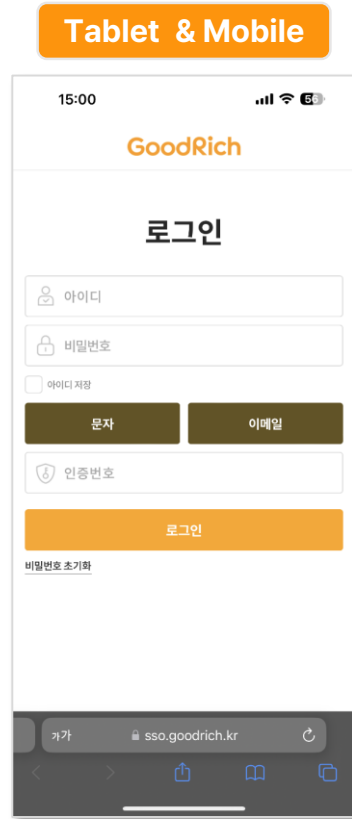 Tablet & Mobile
15:00
56
GoodRich
로그인
아이디
비밀번호
아이디 저장
문자 이메일
인증번호
로그인
비밀번호 초기화
가가 sso.goodrich.kr